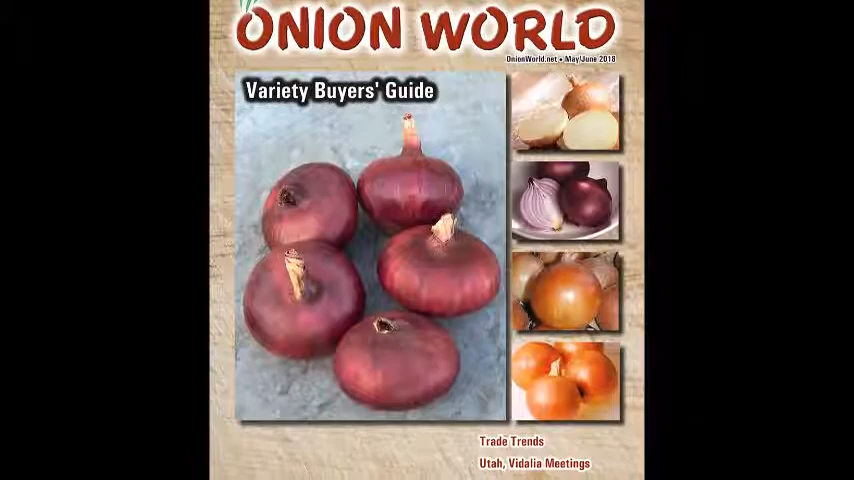 ONION WORLD
OnionWorld.net • May/June 2018
Variety Buyers' Guide
Trade Trends
Utah, Vidalia Meetings